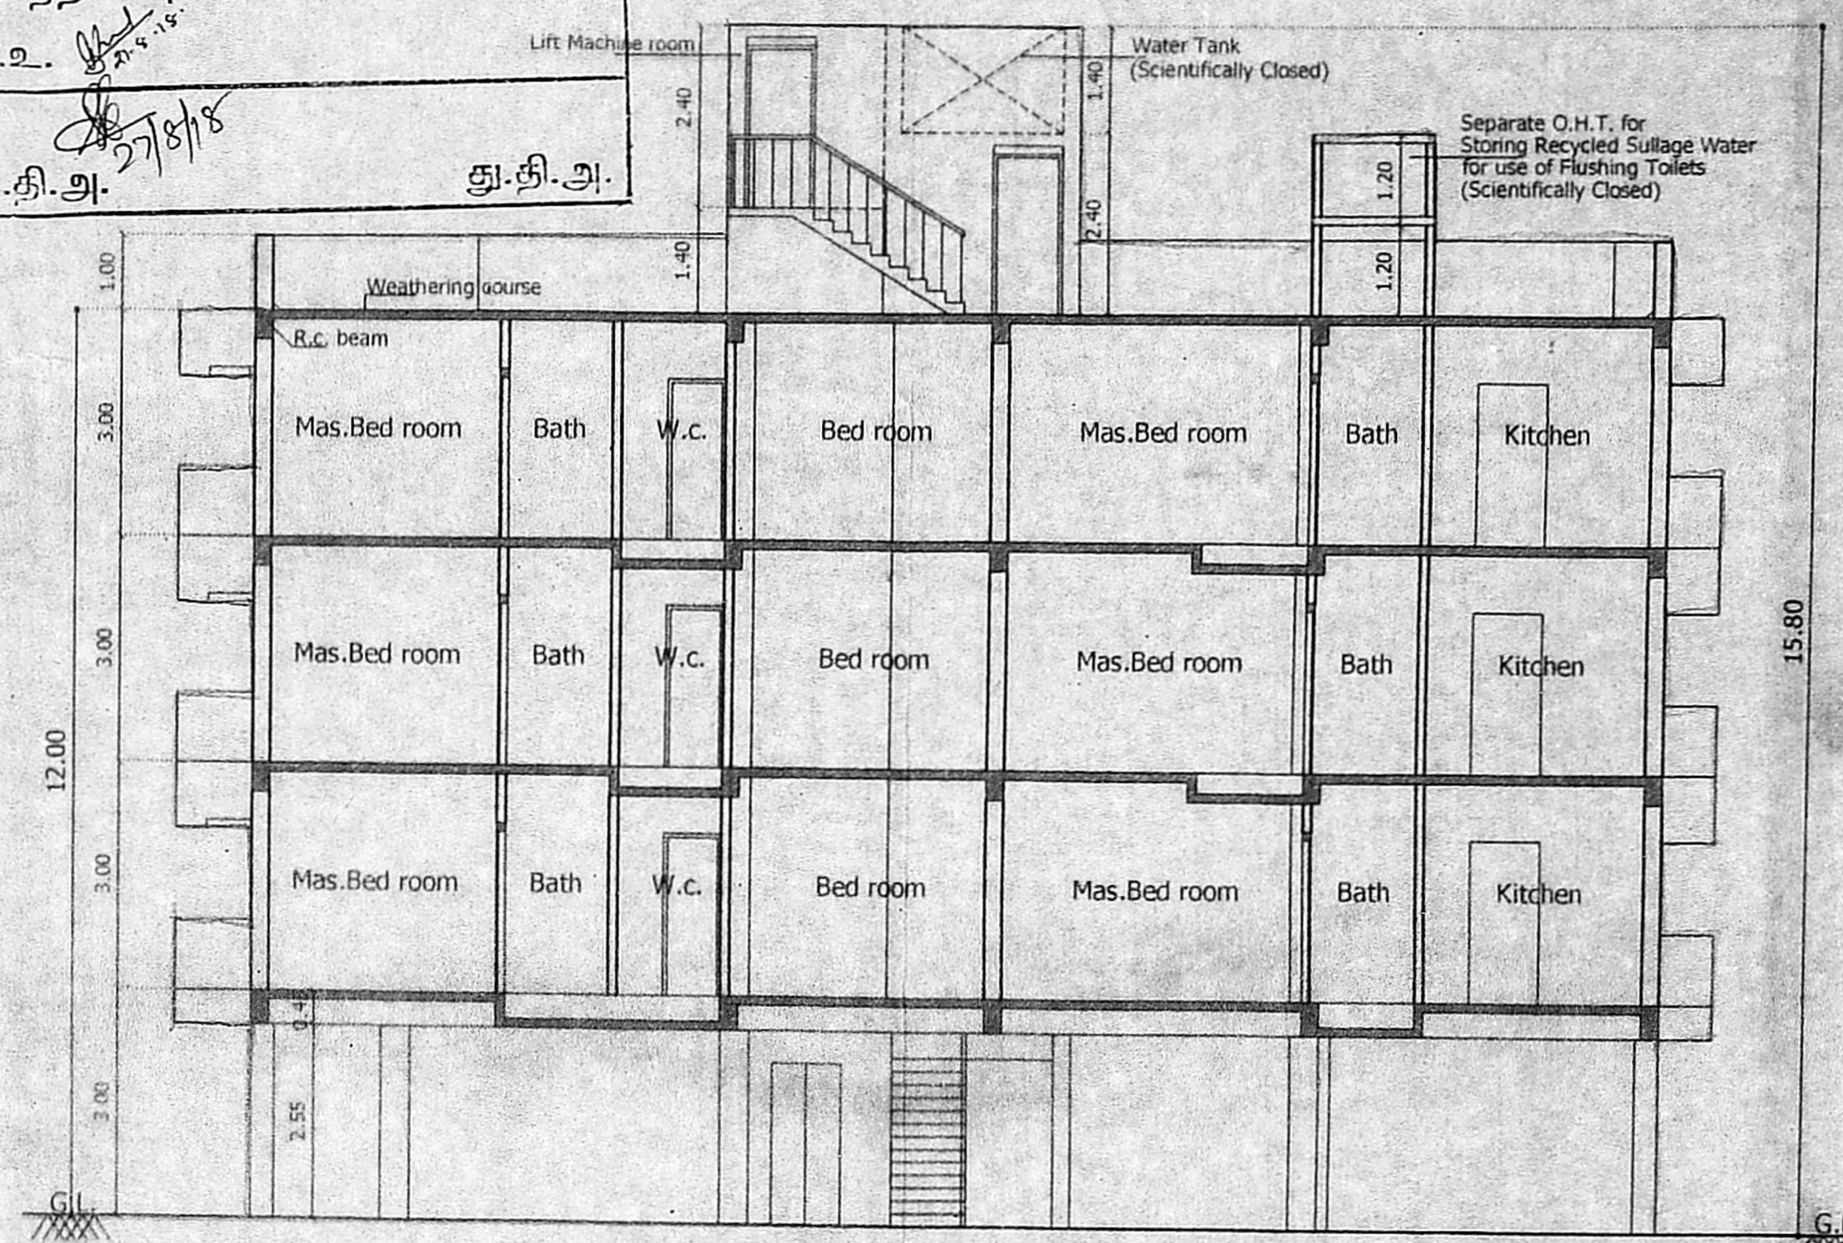 .உ.
21-8-18.
27/8/18
.தி.அ.
து.தி.அ.
Lift Machine room
Water Tank
(Scientifically Closed)
Separate O.H.T. for
Storing Recycled Sullage Water
for use of Flushing Toilets
(Scientifically Closed)
2.40
1.40
1.40
2.40
1.20
1.20
1.00
Weathering course
R.c. beam
3.00
Mas.Bed room
Bath
W.c.
Bed room
Mas.Bed room
Bath
Kitchen
3.00
Mas.Bed room
Bath
W.c.
Bed room
Mas.Bed room
Bath
Kitchen
12.00
15.80
3.00
Mas.Bed room
Bath
W.c.
Bed room
Mas.Bed room
Bath
Kitchen
3.00
2.55
G.L.
G.